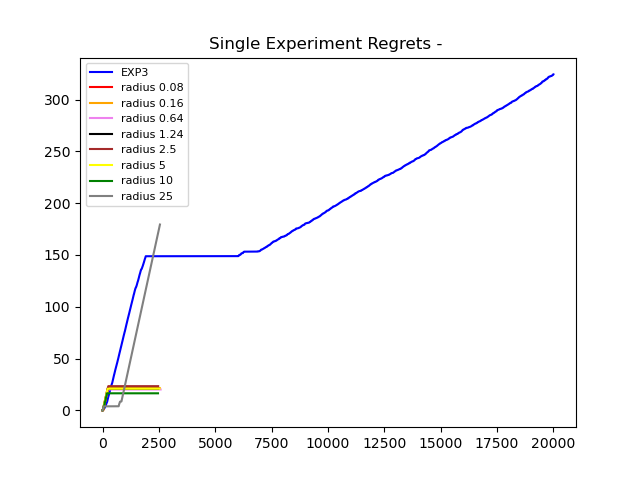 Single Experiment Regrets -
EXP3
radius 0.08
radius 0.16
radius 0.64
radius 1.24
radius 2.5
radius 5
radius 10
radius 25
300
250
200
150
100
50
0
0 2500 5000 7500 10000 12500 15000 17500 20000